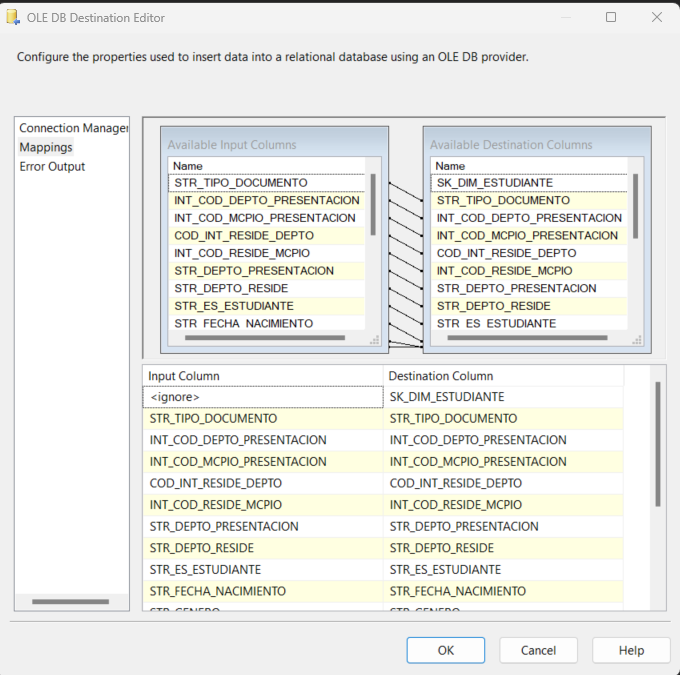 OLE DB Destination Editor
Configure the properties used to insert data into a relational database using an OLE DB provider.
Connection Manager
Mappings
Error Output
Available Input Columns
Name
STR_TIPO_DOCUMENTO
INT_COD_DEPTO_PRESENTACION
INT_COD_MCPIO_PRESENTACION
COD_INT_RESIDE_DEPTO
INT_COD_RESIDE_MCPIO
STR_DEPTO_PRESENTACION
STR_DEPTO_RESIDE
STR_ES_ESTUDIANTE
STR_FECHA_NACIMIENTO
Available Destination Columns
Name
SK_DIM_ESTUDIANTE
STR_TIPO_DOCUMENTO
INT_COD_DEPTO_PRESENTACION
INT_COD_MCPIO_PRESENTACION
COD_INT_RESIDE_DEPTO
INT_COD_RESIDE_MCPIO
STR_DEPTO_PRESENTACION
STR_DEPTO_RESIDE
STR_ES_ESTUDIANTE
Input Column Destination Column
<ignore> SK_DIM_ESTUDIANTE
STR_TIPO_DOCUMENTO STR_TIPO_DOCUMENTO
INT_COD_DEPTO_PRESENTACION INT_COD_DEPTO_PRESENTACION
INT_COD_MCPIO_PRESENTACION INT_COD_MCPIO_PRESENTACION
COD_INT_RESIDE_DEPTO COD_INT_RESIDE_DEPTO
INT_COD_RESIDE_MCPIO INT_COD_RESIDE_MCPIO
STR_DEPTO_PRESENTACION STR_DEPTO_PRESENTACION
STR_DEPTO_RESIDE STR_DEPTO_RESIDE
STR_ES_ESTUDIANTE STR_ES_ESTUDIANTE
STR_FECHA_NACIMIENTO STR_FECHA_NACIMIENTO
STR_GENERO STR_GENERO
OK Cancel Help